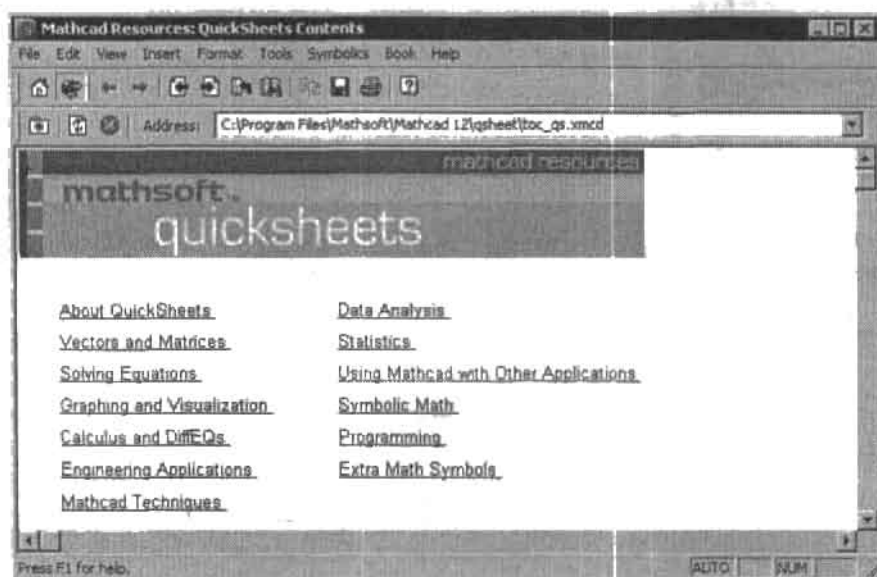 Mathcad Resources: QuickSheets Contents
File Edit View Insert Format Tools Symbolics Book Help
Address: C:\Program Files\Mathsoft\Mathcad 12\qsheet\toc_qs.xmcd
mathcad resources
mathsoft
quicksheets
About QuickSheets
Vectors and Matrices
Solving Equations
Graphing and Visualization
Calculus and DiffEQs
Engineering Applications
Mathcad Techniques
Data Analysis
Statistics
Using Mathcad with Other Applications
Symbolic Math
Programming
Extra Math Symbols
Press F1 for help.
AUTO NUM